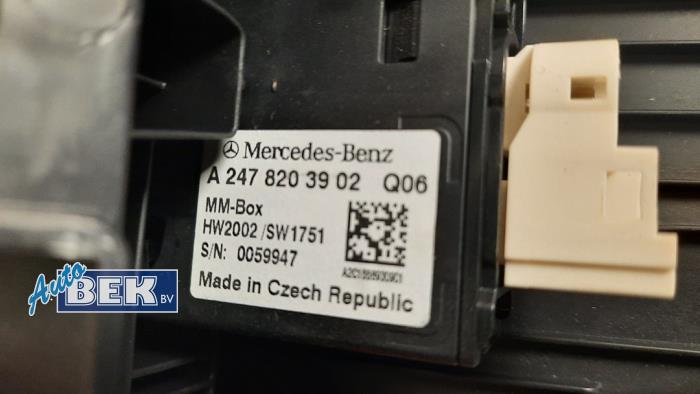 Mercedes-Benz
A 247 820 39 02 Q06
MM-Box
HW2002 /SW1751
S/N: 0059947
Made in Czech Republic
Auto
BEK BV